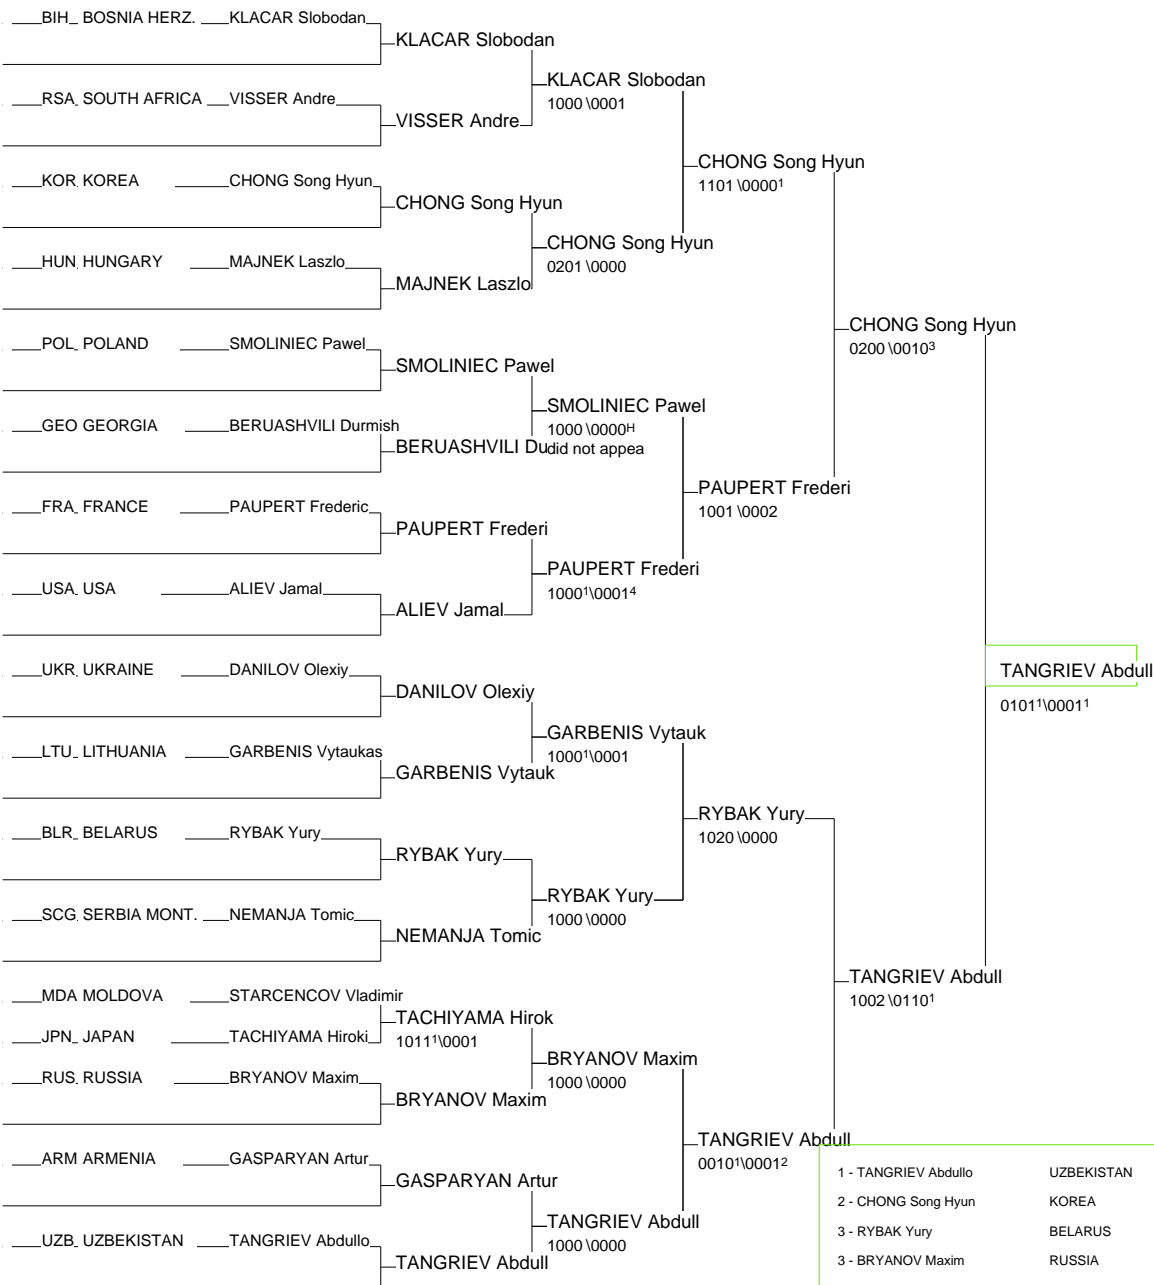 BIH BOSNIA HERZ. KLACAR Slobodan
KLACAR Slobodan
KLACAR Slobodan
1000 \0001
RSA SOUTH AFRICA VISSER Andre
VISSER Andre
CHONG Song Hyun
1101 \0000¹
KOR KOREA CHONG Song Hyun
CHONG Song Hyun
CHONG Song Hyun
0201 \0000
HUN HUNGARY MAJNEK Laszlo
MAJNEK Laszlo
CHONG Song Hyun
0200 \0010³
POL POLAND SMOLINIEC Pawel
SMOLINIEC Pawel
SMOLINIEC Pawel
1000 \0000ᴴ
GEO GEORGIA BERUASHVILI Durmish
BERUASHVILI Du did not appea
PAUPERT Frederi
1001 \0002
FRA FRANCE PAUPERT Frederic
PAUPERT Frederi
PAUPERT Frederi
1000¹\0001⁴
USA USA ALIEV Jamal
ALIEV Jamal
TANGRIEV Abdull
0101¹\0001¹
UKR UKRAINE DANILOV Olexiy
DANILOV Olexiy
GARBENIS Vytauk
1000¹\0001
LTU LITHUANIA GARBENIS Vytaukas
GARBENIS Vytauk
RYBAK Yury
1020 \0000
BLR BELARUS RYBAK Yury
RYBAK Yury
RYBAK Yury
1000 \0000
SCG SERBIA MONT. NEMANJA Tomic
NEMANJA Tomic
TANGRIEV Abdull
1002 \0110¹
MDA MOLDOVA STARCENCOV Vladimir
TACHIYAMA Hirok
1011¹\0001
JPN JAPAN TACHIYAMA Hiroki
BRYANOV Maxim
1000 \0000
RUS RUSSIA BRYANOV Maxim
BRYANOV Maxim
TANGRIEV Abdull
0010¹\0001²
ARM ARMENIA GASPARYAN Artur
GASPARYAN Artur
TANGRIEV Abdull
1000 \0000
UZB UZBEKISTAN TANGRIEV Abdullo
TANGRIEV Abdull
1 - TANGRIEV Abdullo UZBEKISTAN
2 - CHONG Song Hyun KOREA
3 - RYBAK Yury BELARUS
3 - BRYANOV Maxim RUSSIA